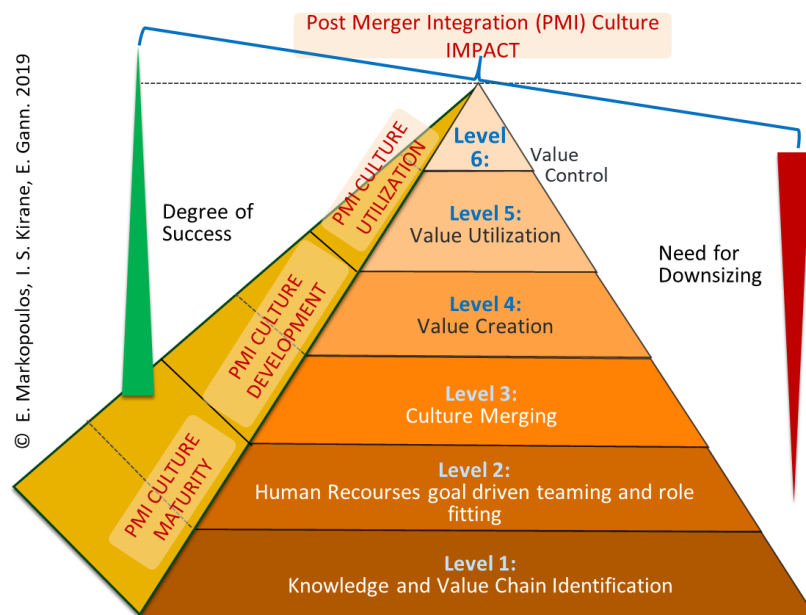 Post Merger Integration (PMI) Culture
IMPACT
© E. Markopoulos, I. S. Kirane, E. Gann. 2019
Degree of
Success
PMI CULTURE
UTILIZATION
PMI CULTURE
DEVELOPMENT
PMI CULTURE
MATURITY
Level
6:
Value
Control
Level 5:
Value Utilization
Need for
Downsizing
Level 4:
Value Creation
Level 3:
Culture Merging
Level 2:
Human Recourses goal driven teaming and role
fitting
Level 1:
Knowledge and Value Chain Identification